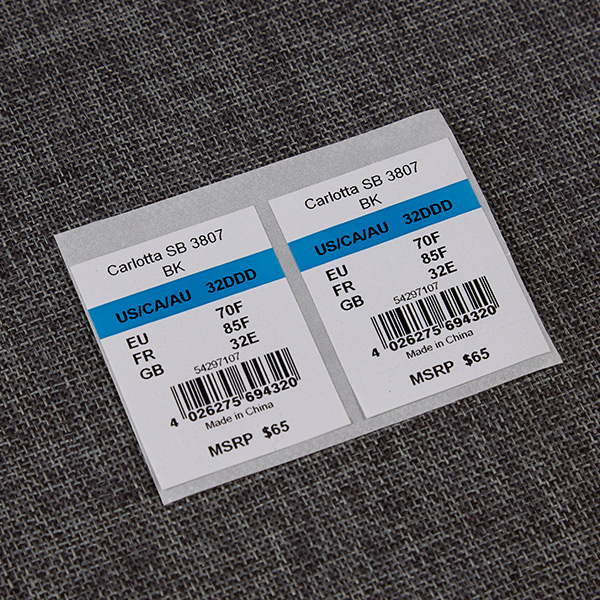 Carlotta SB 3807
BK
US/CA/AU 32DDD
EU 70F
FR 85F
GB 32E
54297107
4 026275 694320
Made in China
MSRP $65
Carlotta SB 3807
BK
US/CA/AU 32DDD
EU 70F
FR 85F
GB 32E
54297107
4 026275 694320
Made in China
MSRP $65